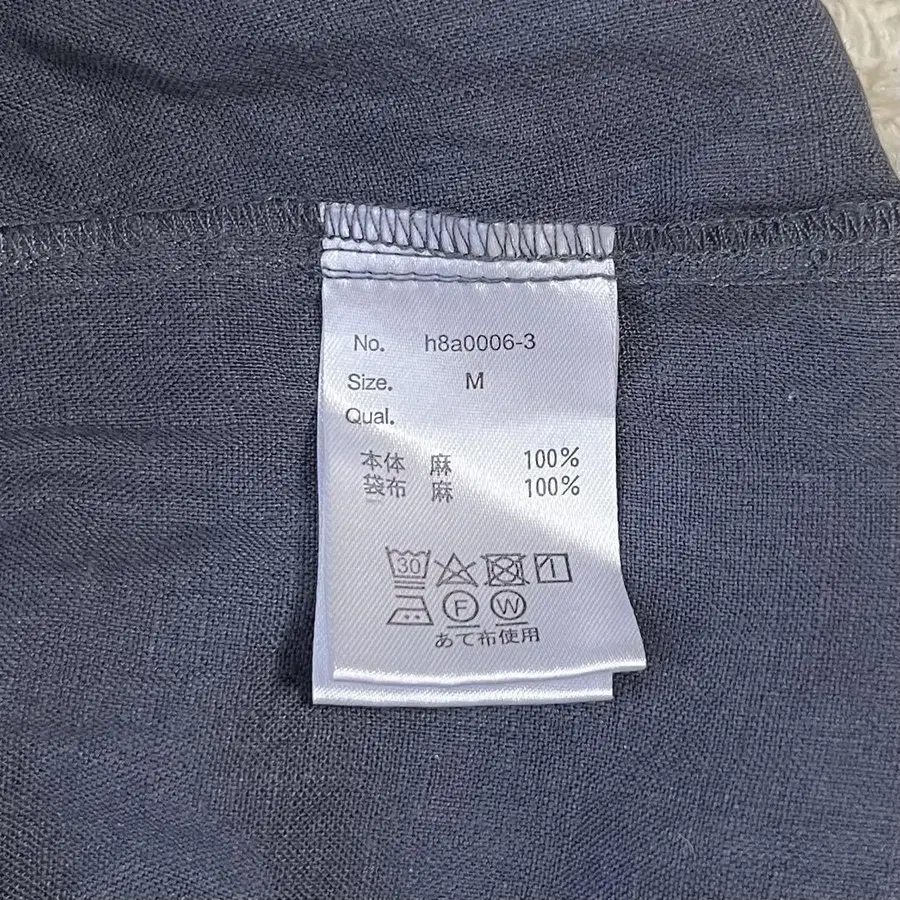 No. h8a0006-3
Size. M
Qual.
本体 麻 100%
袋布 麻 100%
30
F W
あて布使用